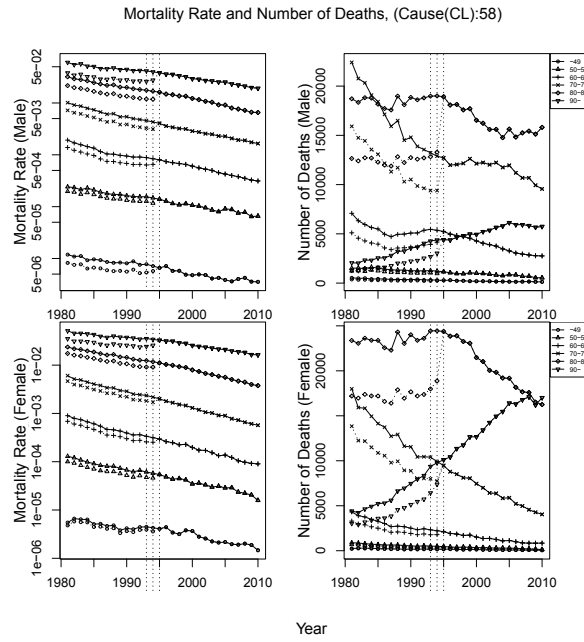 Mortality Rate and Number of Deaths, (Cause(CL):58)
Mortality Rate (Male)
5e-06 5e-05 5e-04 5e-03 5e-02
1980 1990 2000 2010
Number of Deaths (Male)
0 5000 10000 15000 20000
1980 1990 2000 2010
-49
50-5
60-6
70-7
80-8
90-
Mortality Rate (Female)
1e-06 1e-05 1e-04 1e-03 1e-02
1980 1990 2000 2010
Number of Deaths (Female)
0 5000 10000 20000
1980 1990 2000 2010
-49
50-5
60-6
70-7
80-8
90-
Year